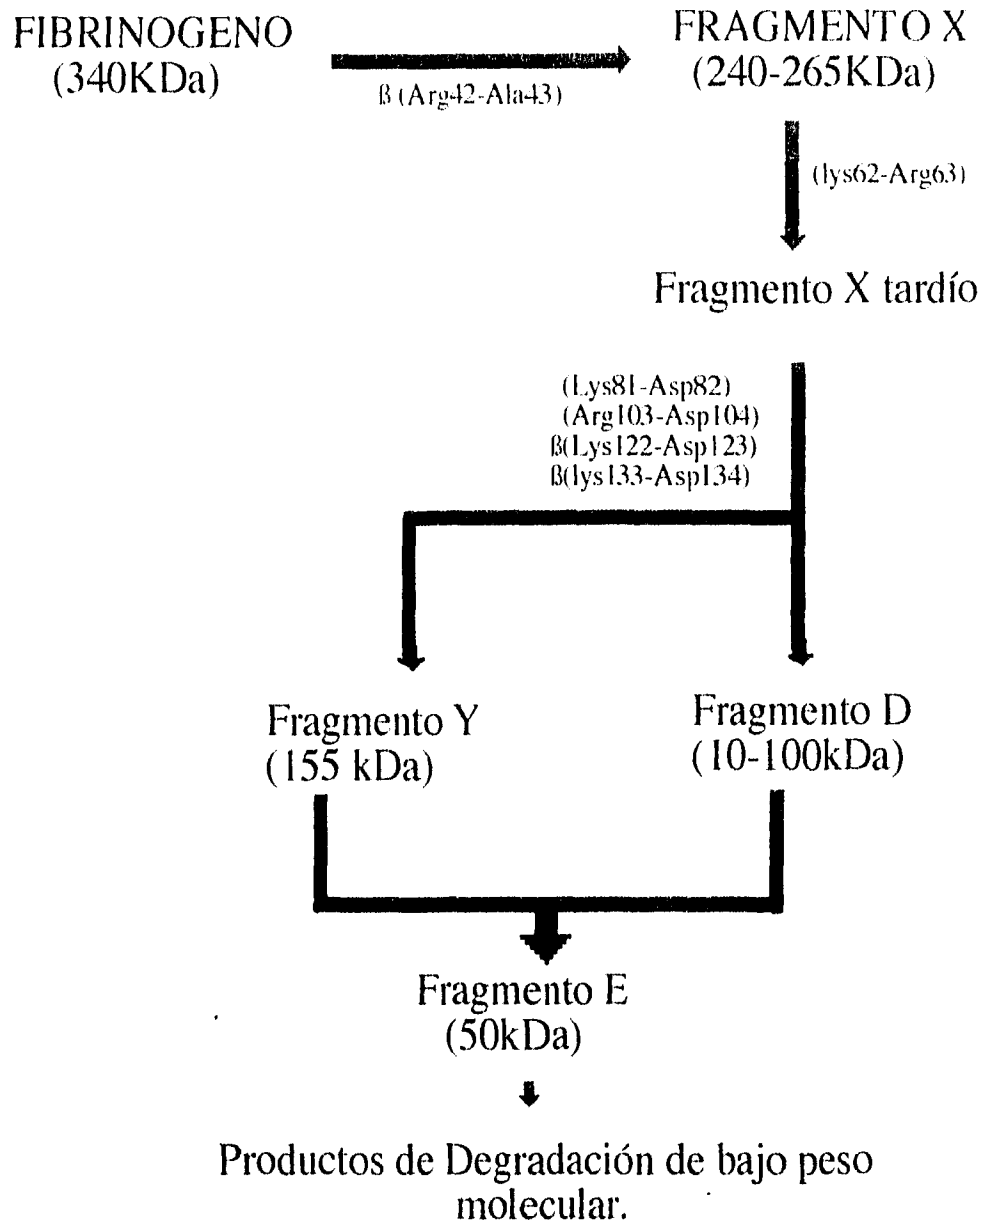 FIBRINOGENO
(340KDa)
ß (Arg42-Ala43)
FRAGMENTO X
(240-265KDa)
(lys62-Arg63)
Fragmento X tardío
(Lys81-Asp82)
(Arg103-Asp104)
ß(Lys122-Asp123)
ß(lys133-Asp134)
Fragmento Y
(155 kDa)
Fragmento D
(10-100kDa)
Fragmento E
(50kDa)
Productos de Degradación de bajo peso
molecular.